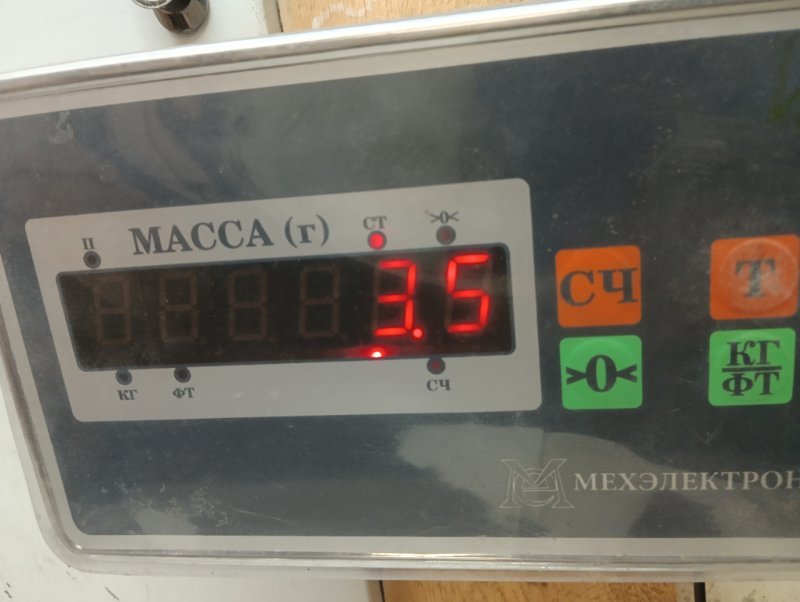 П
МАССА (г)
СТ
>0<
3.5
КГ
ФТ
СЧ
СЧ
Т
>0<
КГ
ФТ
МЕХЭЛЕКТРОН